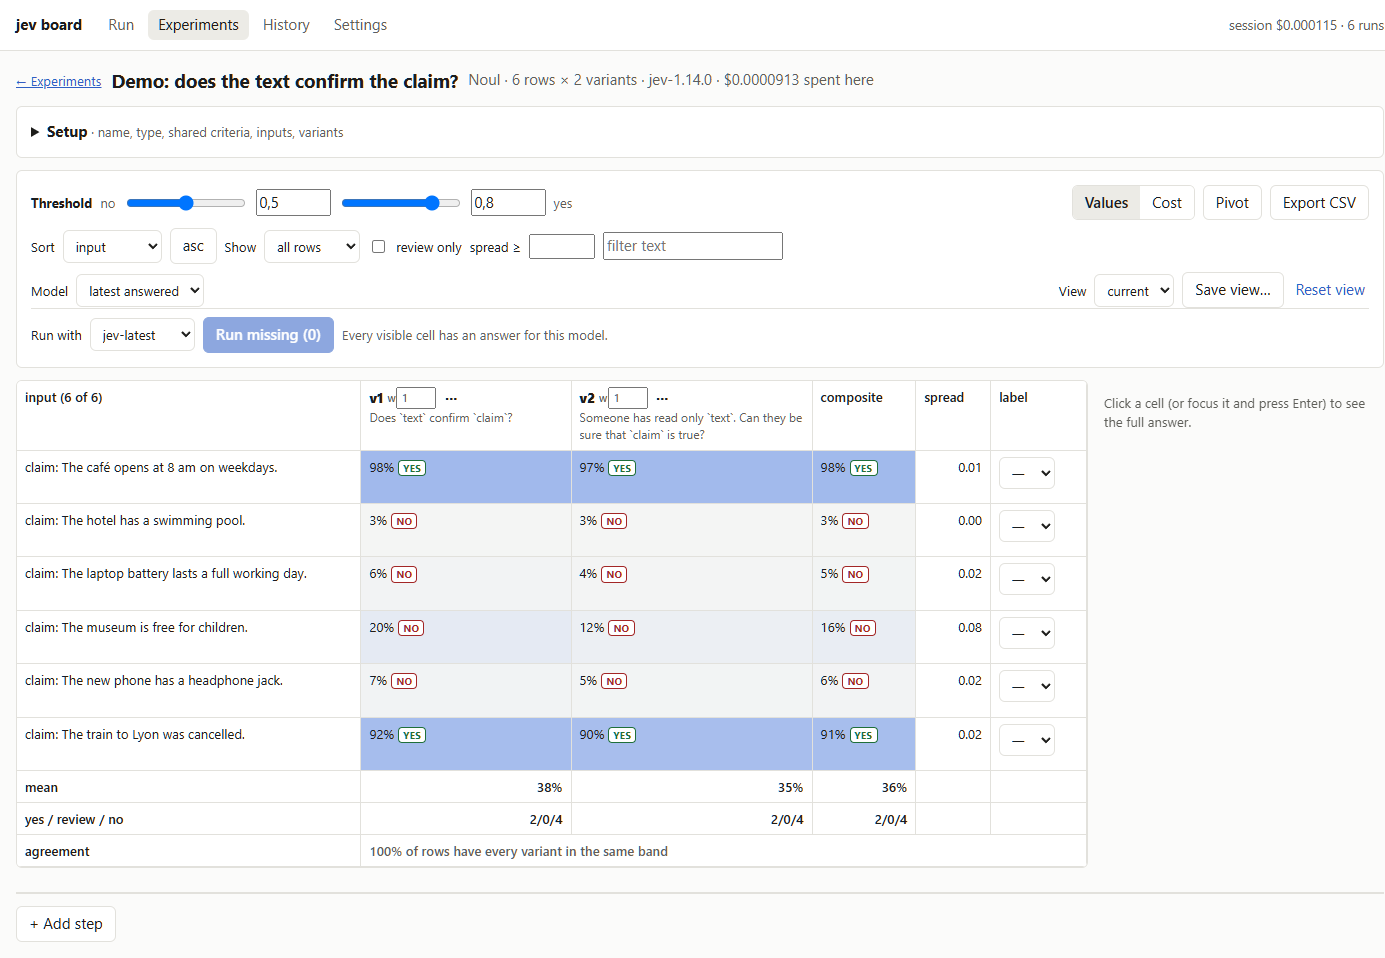 jev board Run Experiments History Settings session $0.000115 · 6 runs
← Experiments Demo: does the text confirm the claim? Noul · 6 rows × 2 variants · jev-1.14.0 · $0.0000913 spent here
▶ Setup · name, type, shared criteria, inputs, variants
Threshold no 0,5 0,8 yes Values Cost Pivot Export CSV
Sort input asc Show all rows review only spread ≥ filter text
Model latest answered View current Save view... Reset view
Run with jev-latest Run missing (0) Every visible cell has an answer for this model.
input (6 of 6) v1 w 1 ··· v2 w 1 ··· composite spread label
Does `text` confirm `claim`? Someone has read only `text`. Can they be
sure that `claim` is true?
Click a cell (or focus it and press Enter) to see
the full answer.
claim: The café opens at 8 am on weekdays. 98% YES 97% YES 98% YES 0.01 —
claim: The hotel has a swimming pool. 3% NO 3% NO 3% NO 0.00 —
claim: The laptop battery lasts a full working day. 6% NO 4% NO 5% NO 0.02 —
claim: The museum is free for children. 20% NO 12% NO 16% NO 0.08 —
claim: The new phone has a headphone jack. 7% NO 5% NO 6% NO 0.02 —
claim: The train to Lyon was cancelled. 92% YES 90% YES 91% YES 0.02 —
mean 38% 35% 36%
yes / review / no 2/0/4 2/0/4 2/0/4
agreement 100% of rows have every variant in the same band
+ Add step